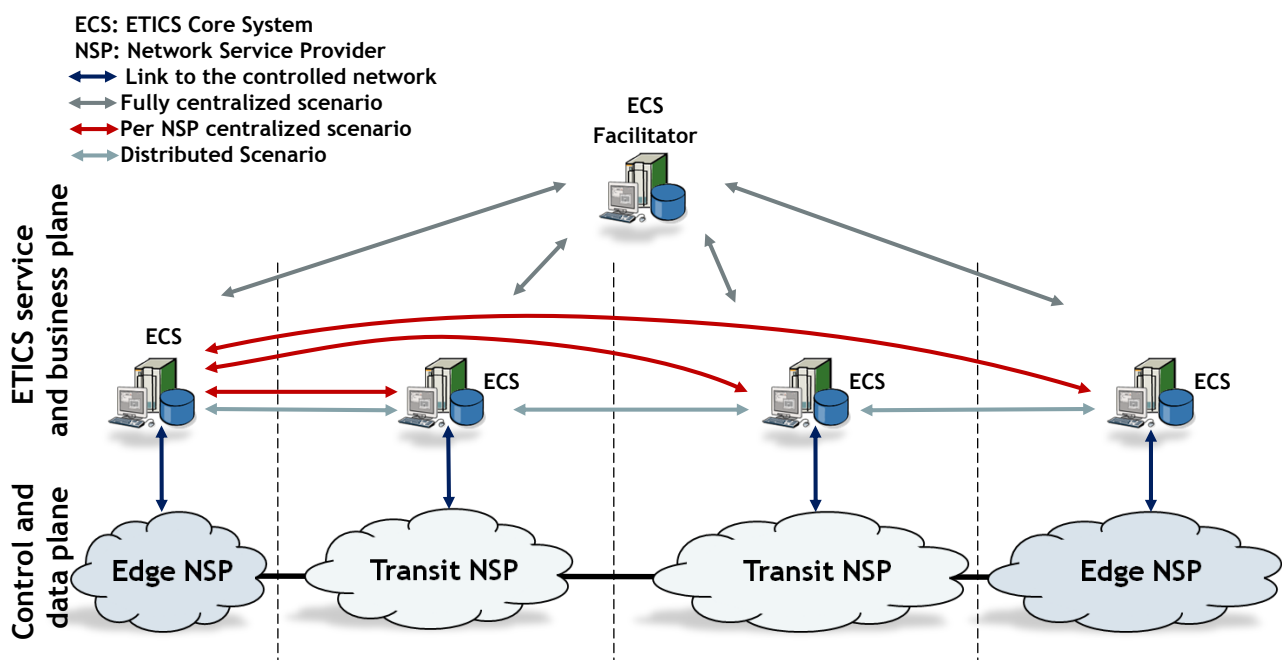 ECS: ETICS Core System
NSP: Network Service Provider
Link to the controlled network
Fully centralized scenario
Per NSP centralized scenario
Distributed Scenario
ECS
Facilitator
ETICS service
and business plane
ECS
ECS
ECS
ECS
Control and
data plane
Edge NSP
Transit NSP
Transit NSP
Edge NSP